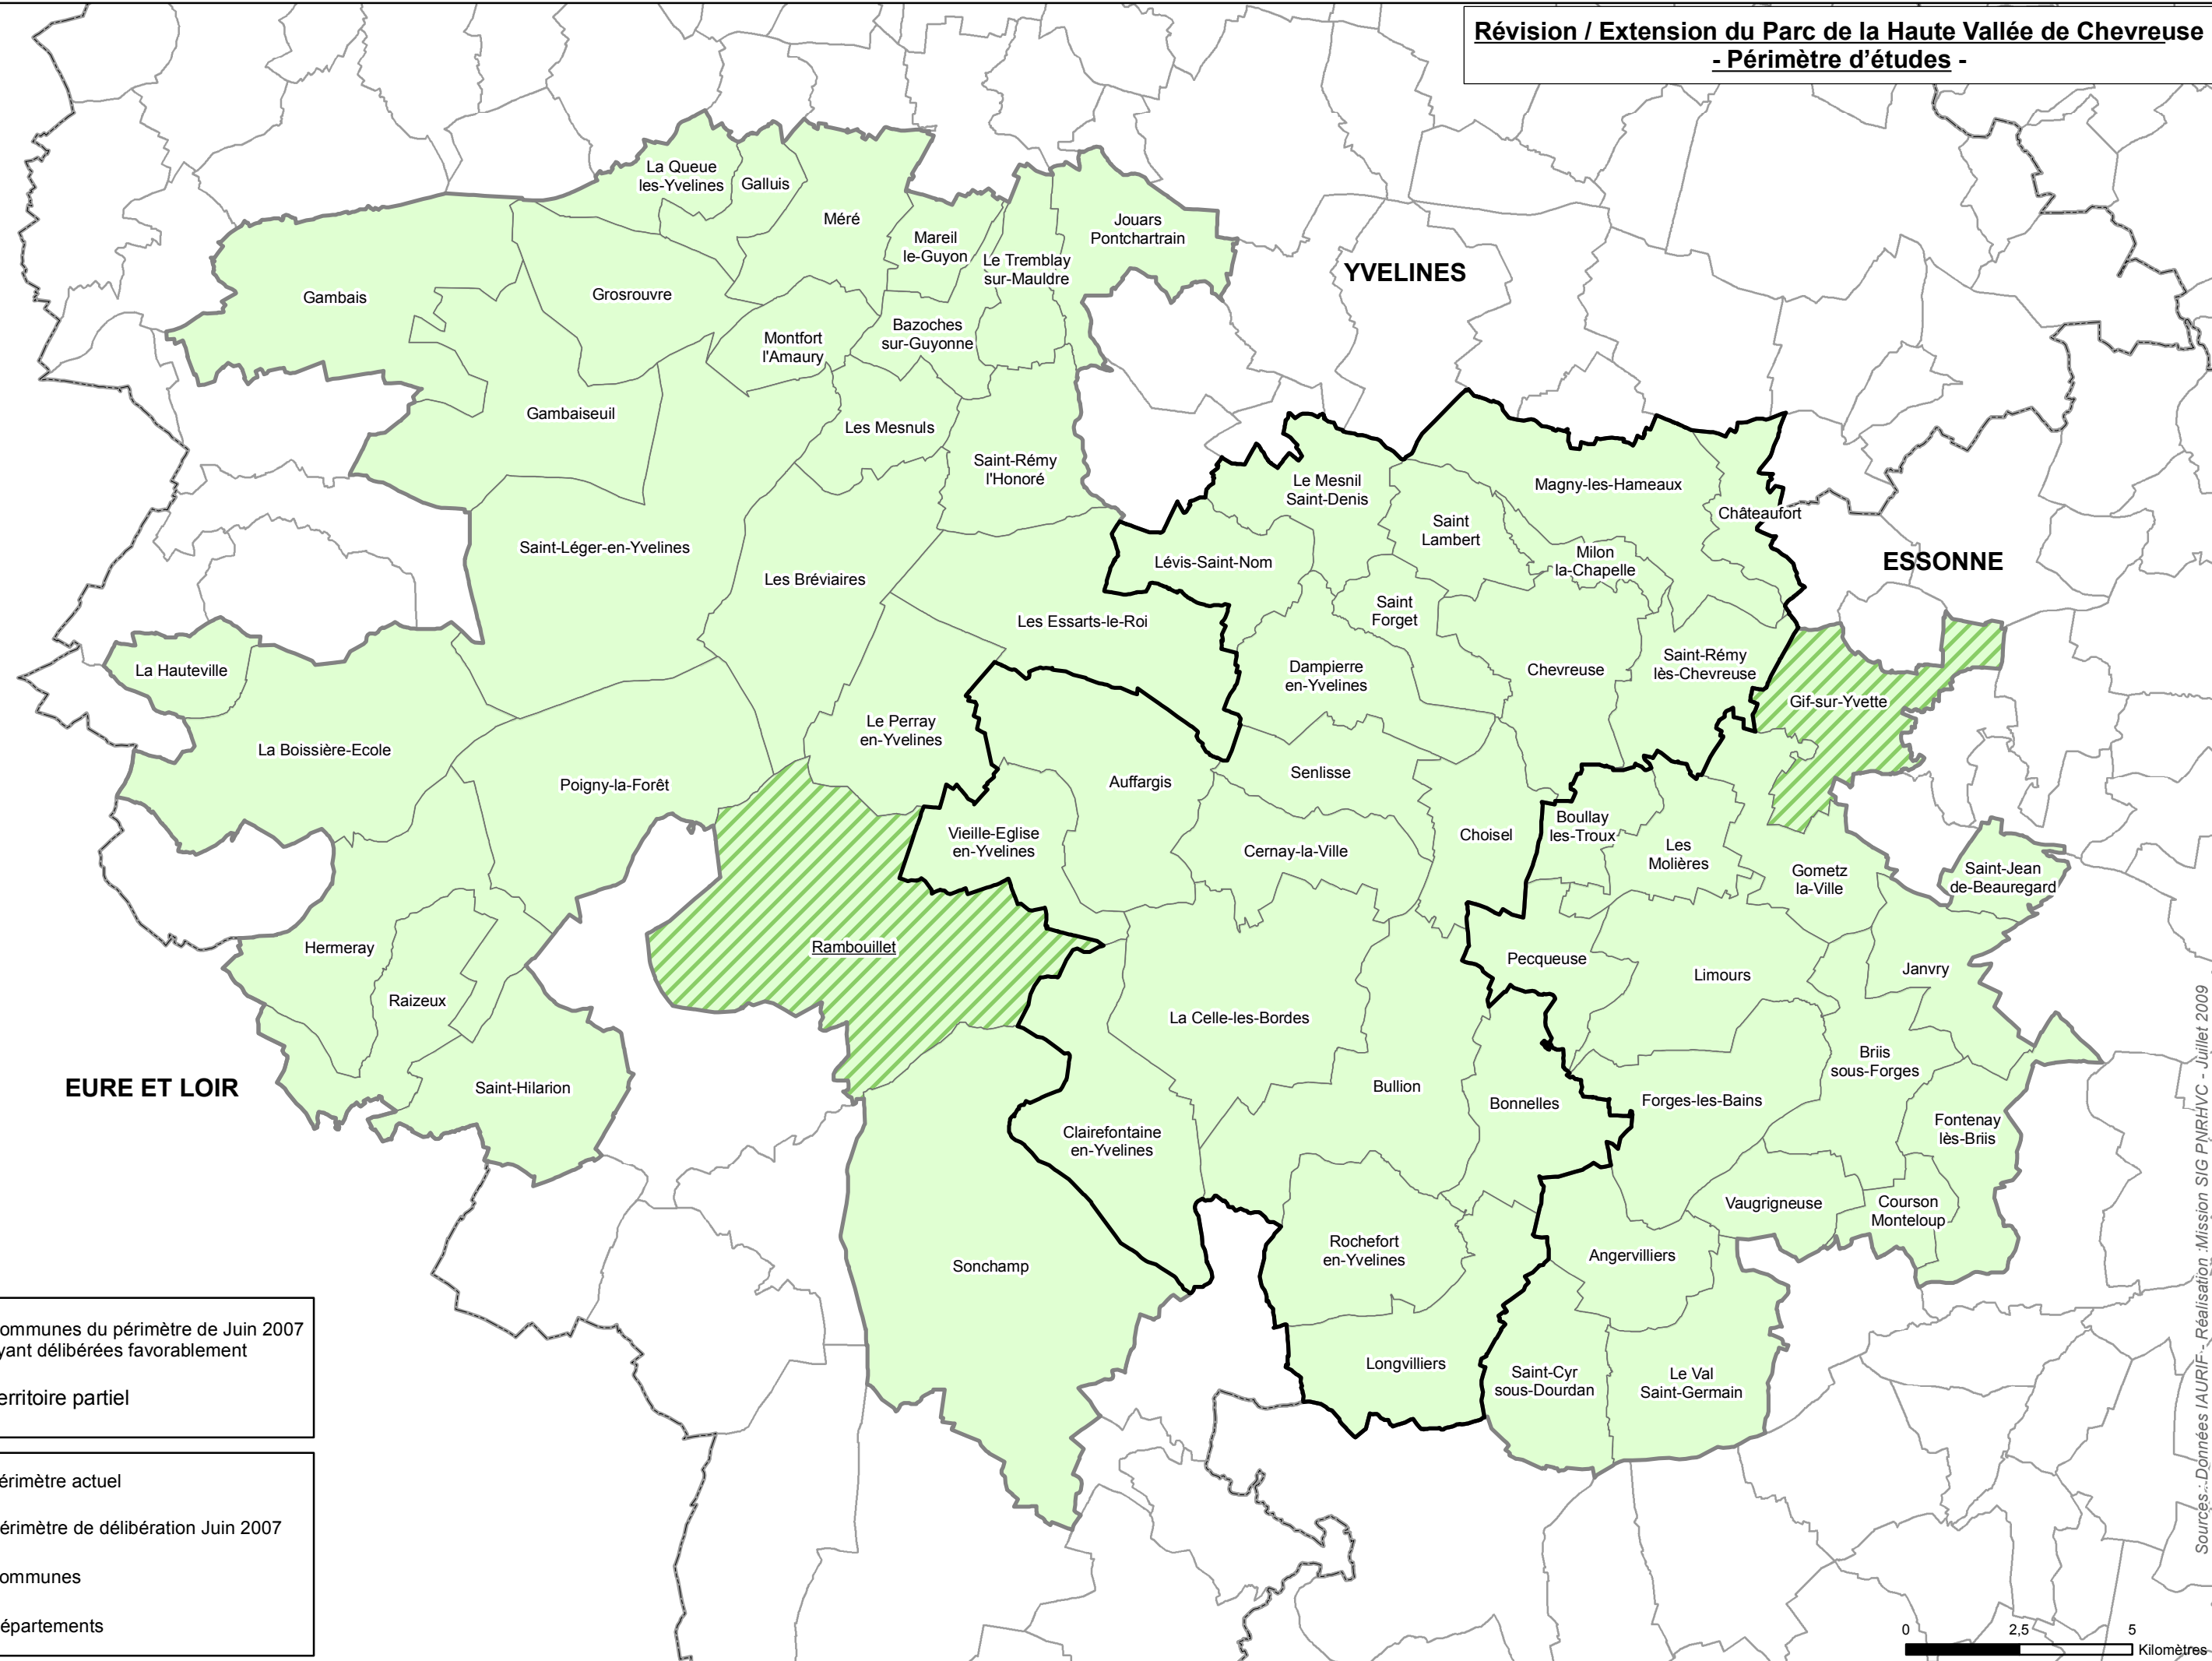 Révision / Extension du Parc de la Haute Vallée de Chevreuse
- Périmètre d'études -
La Queue
les-Yvelines
Galluis
Méré
Mareil
le-Guyon
Le Tremblay
sur-Mauldre
Jouars
Pontchartrain
YVELINES
Gambais
Grosrouvre
Montfort
l'Amaury
Bazoches
sur-Guyonne
Gambaiseuil
Les Mesnuls
Saint-Rémy
l'Honoré
Le Mesnil
Saint-Denis
Magny-les-Hameaux
Châteaufort
Saint
Lambert
Saint-Léger-en-Yvelines
Les Bréviaires
Lévis-Saint-Nom
Milon
la-Chapelle
ESSONNE
Les Essarts-le-Roi
Saint
Forget
La Hauteville
Dampierre
en-Yvelines
Chevreuse
Saint-Rémy
lès-Chevreuse
Gif-sur-Yvette
La Boissière-Ecole
Le Perray
en-Yvelines
Poigny-la-Forêt
Auffargis
Senlisse
Vieille-Eglise
en-Yvelines
Cernay-la-Ville
Choisel
Boullay
les-Troux
Les
Molières
Gometz
la-Ville
Saint-Jean
de-Beauregard
Hermeray
Rambouillet
Pecqueuse
Limours
Janvry
Raizeux
La Celle-les-Bordes
EURE ET LOIR
Saint-Hilarion
Bullion
Bonnelles
Forges-les-Bains
Briis
sous-Forges
Fontenay
lès-Briis
Clairefontaine
en-Yvelines
Vaugrigneuse
Courson
Monteloup
Sonchamp
Rochefort
en-Yvelines
Angervilliers
Longvilliers
Saint-Cyr
sous-Dourdan
Le Val
Saint-Germain
ommunes du périmètre de Juin 2007
yant délibérées favorablement
erritoire partiel
érimètre actuel
érimètre de délibération Juin 2007
ommunes
épartements
0 2,5 5
Kilomètres
Sources : Données IAURIF - Réalisation :Mission SIG PNRHVC - Juillet 2009